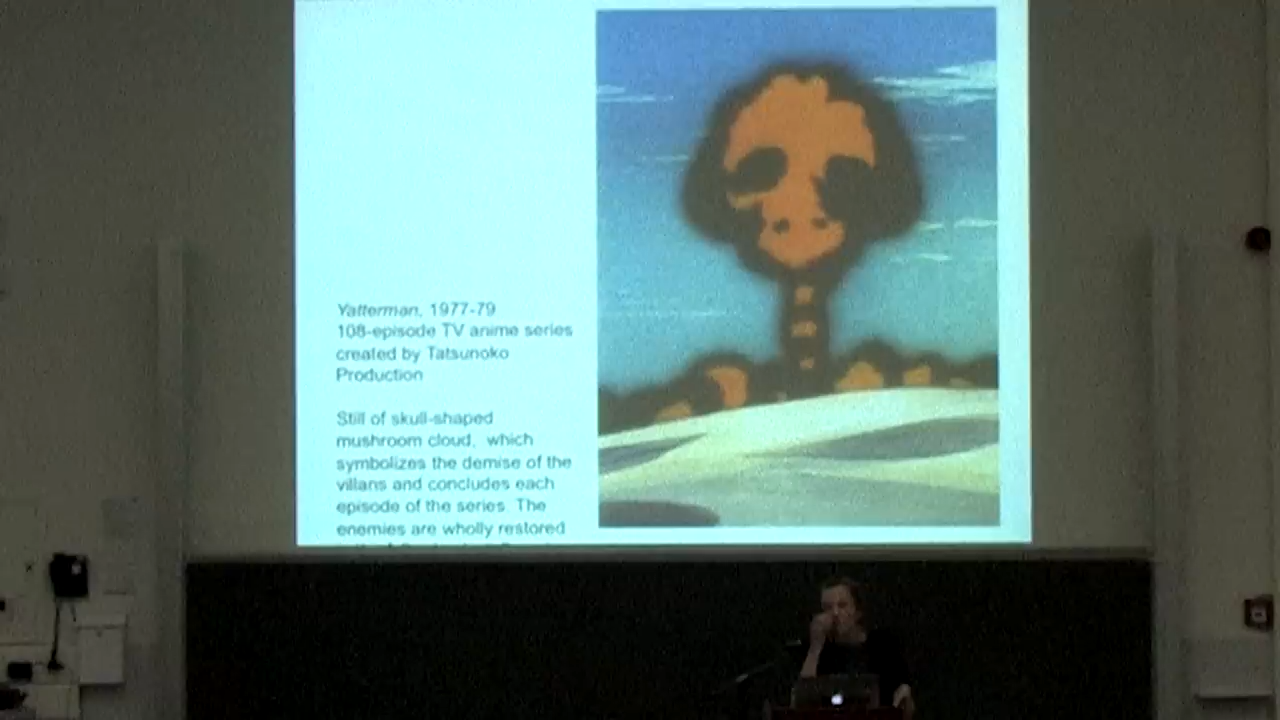 Yatterman, 1977-79
108-episode TV anime series
created by Tatsunoko
Production
Still of skull-shaped
mushroom cloud, which
symbolizes the demise of the
villans and concludes each
episode of the series. The
enemies are wholly restored